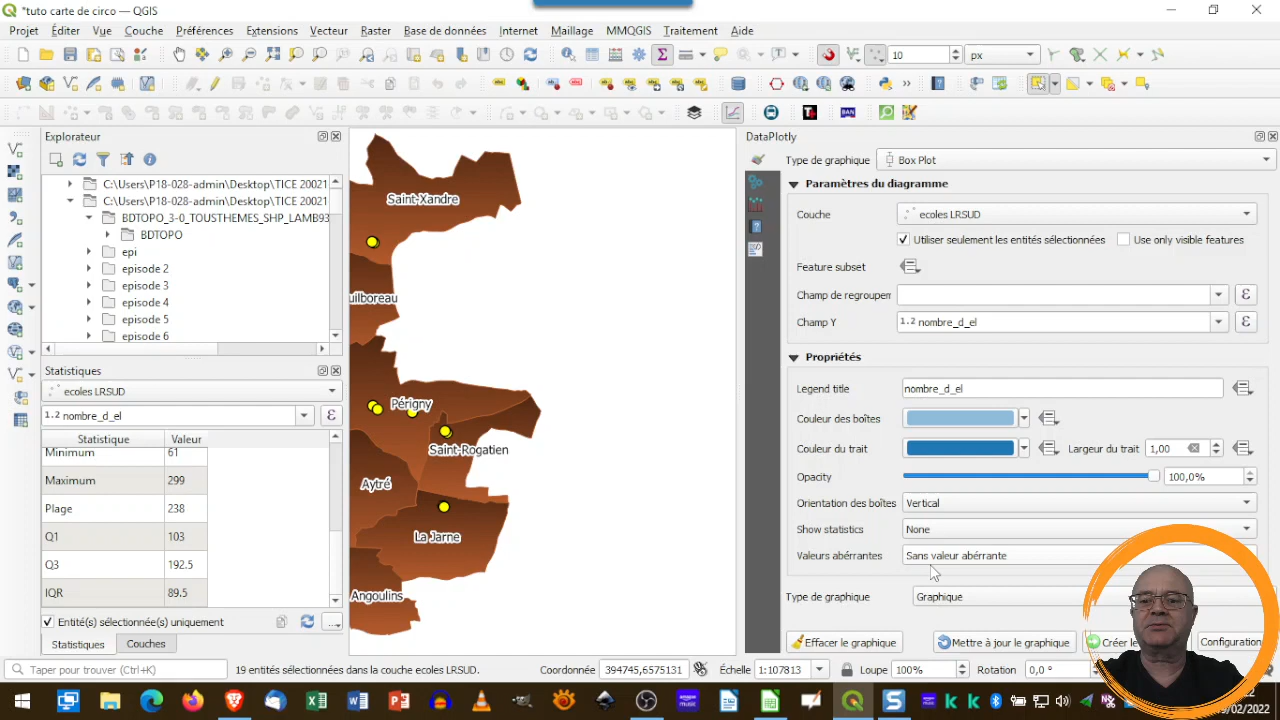 *tuto carte de circo — QGIS
Projet Éditer Vue Couche Préférences Extensions Vecteur Raster Base de données Internet Maillage MMQGIS Traitement Aide
10 px
Explorateur
C:\Users\P18-028-admin\Desktop\TICE 20021
C:\Users\P18-028-admin\Desktop\TICE 20021
BDTOPO_3-0_TOUSTHEMES_SHP_LAMB93
BDTOPO
epi
episode 2
episode 3
episode 4
episode 5
episode 6
Statistiques
ecoles LRSUD
1.2 nombre_d_el
Statistique Valeur
Minimum 61
Maximum 299
Plage 238
Q1 103
Q3 192.5
IQR 89.5
Entité(s) sélectionnée(s) uniquement
Statistiques Couches
Saint-Xandre
uilboreau
Périgny
Saint-Rogatien
Aytré
La Jarne
Angoulins
DataPlotly
Type de graphique Box Plot
Paramètres du diagramme
Couche ecoles LRSUD
Utiliser seulement les entités sélectionnées Use only visible features
Feature subset
Champ de regroupem
Champ Y 1.2 nombre_d_el
Propriétés
Legend title nombre_d_el
Couleur des boîtes
Couleur du trait Largeur du trait 1,00
Opacity 100,0%
Orientation des boîtes Vertical
Show statistics None
Valeurs abérrantes Sans valeur abérrante
Type de graphique Graphique
Effacer le graphique Mettre à jour le graphique Créer le Configuration
Taper pour trouver (Ctrl+K) 19 entités sélectionnées dans la couche ecoles LRSUD. Coordonnée 394745,6575131 Échelle 1:107813 Loupe 100% Rotation 0,0 °
/02/2022